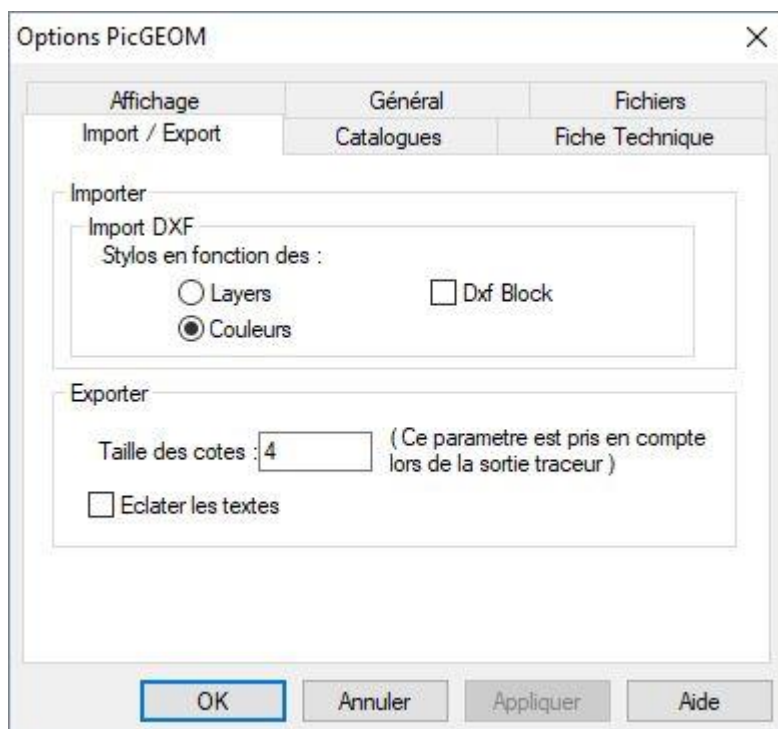 Options PicGEOM
Affichage
Général
Fichiers
Import / Export
Catalogues
Fiche Technique
Importer
Import DXF
Stylos en fonction des :
Layers
Dxf Block
Couleurs
Exporter
Taille des cotes : 4
( Ce parametre est pris en compte
lors de la sortie traceur )
Eclater les textes
OK
Annuler
Appliquer
Aide